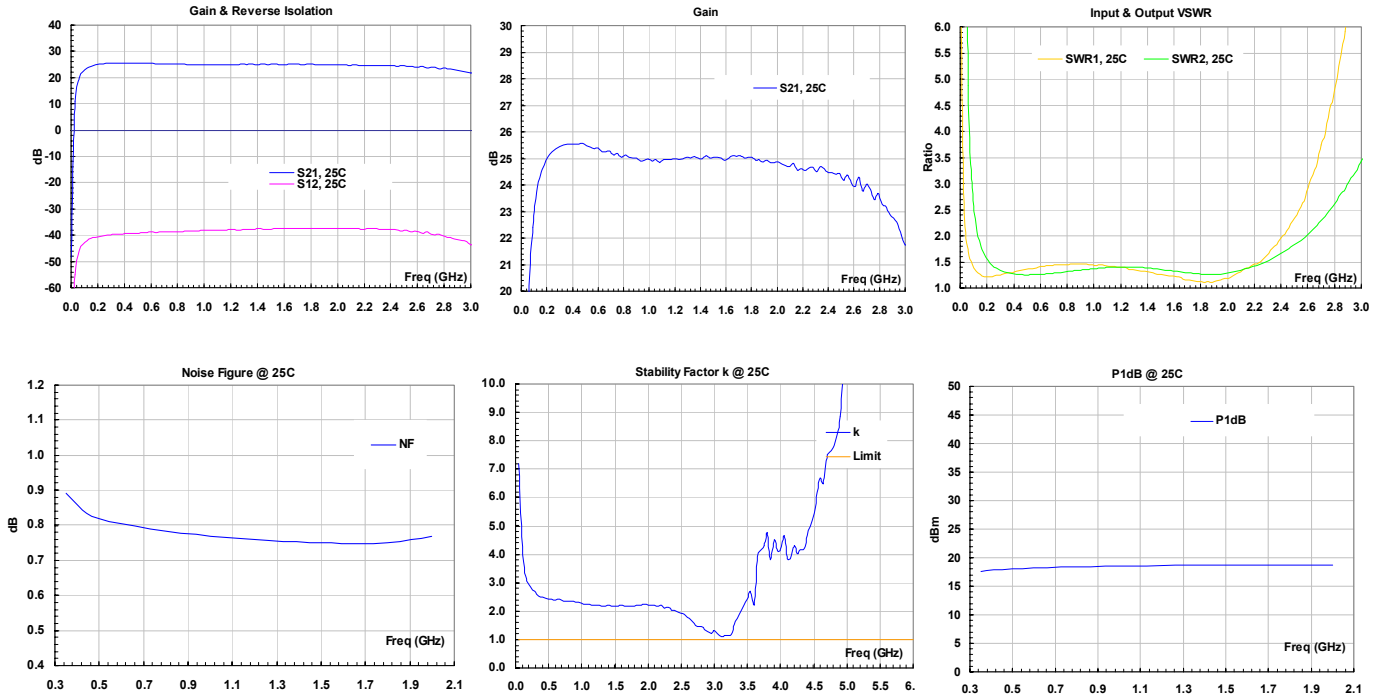 Gain & Reverse Isolation
40
30
20
10
0
-10
-20
-30
-40
-50
-60
dB
S21, 25C
S12, 25C
Freq (GHz)
0.0 0.2 0.4 0.6 0.8 1.0 1.2 1.4 1.6 1.8 2.0 2.2 2.4 2.6 2.8 3.0
Gain
30
29
28
27
26
25
24
23
22
21
20
dB
S21, 25C
Freq (GHz)
0.0 0.2 0.4 0.6 0.8 1.0 1.2 1.4 1.6 1.8 2.0 2.2 2.4 2.6 2.8 3.0
Input & Output VSWR
6.0
5.5
5.0
4.5
4.0
3.5
3.0
2.5
2.0
1.5
1.0
Ratio
SWR1, 25C SWR2, 25C
Freq (GHz)
0.0 0.2 0.4 0.6 0.8 1.0 1.2 1.4 1.6 1.8 2.0 2.2 2.4 2.6 2.8 3.0
Noise Figure @ 25C
1.2
1.1
1.0
0.9
0.8
0.7
0.6
0.5
0.4
dB
NF
Freq (GHz)
0.3 0.5 0.7 0.9 1.1 1.3 1.5 1.7 1.9 2.1
Stability Factor k @ 25C
10.0
9.0
8.0
7.0
6.0
5.0
4.0
3.0
2.0
1.0
0.0
k
Limit
Freq (GHz)
0.0 0.5 1.0 1.5 2.0 2.5 3.0 3.5 4.0 4.5 5.0 5.5 6.
P1dB @ 25C
50
45
40
35
30
25
20
15
10
5
0
dBm
P1dB
Freq (GHz)
0.3 0.5 0.7 0.9 1.1 1.3 1.5 1.7 1.9 2.1